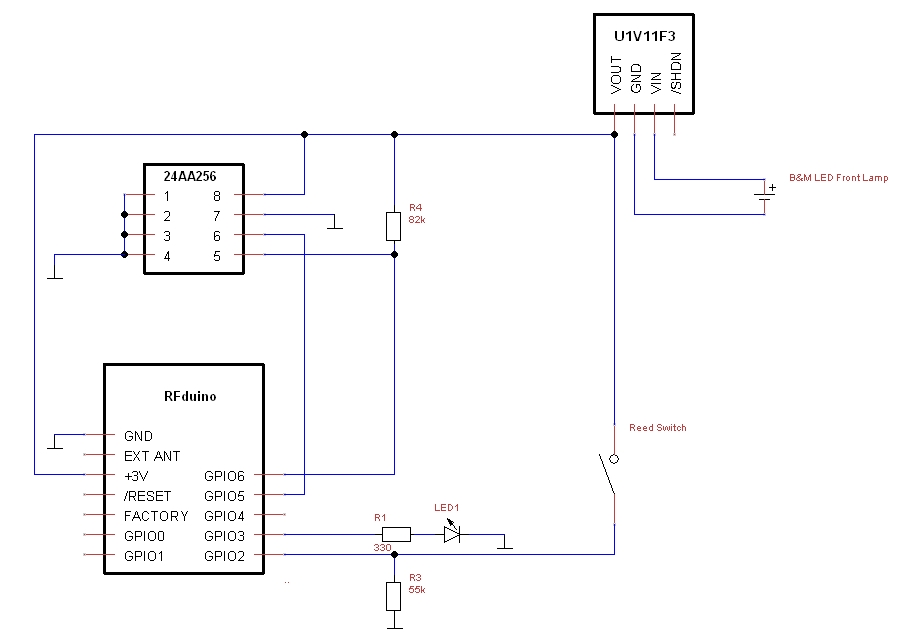 U1V11F3
VOUT
GND
VIN
/SHDN
24AA256
1 8
2 7
3 6
4 5
R4
82k
+ B&M LED Front Lamp
RFduino
GND
EXT ANT
+3V GPIO6
/RESET GPIO5
FACTORY GPIO4
GPIO0 GPIO3
GPIO1 GPIO2
Reed Switch
R1
330
LED1
R3
55k